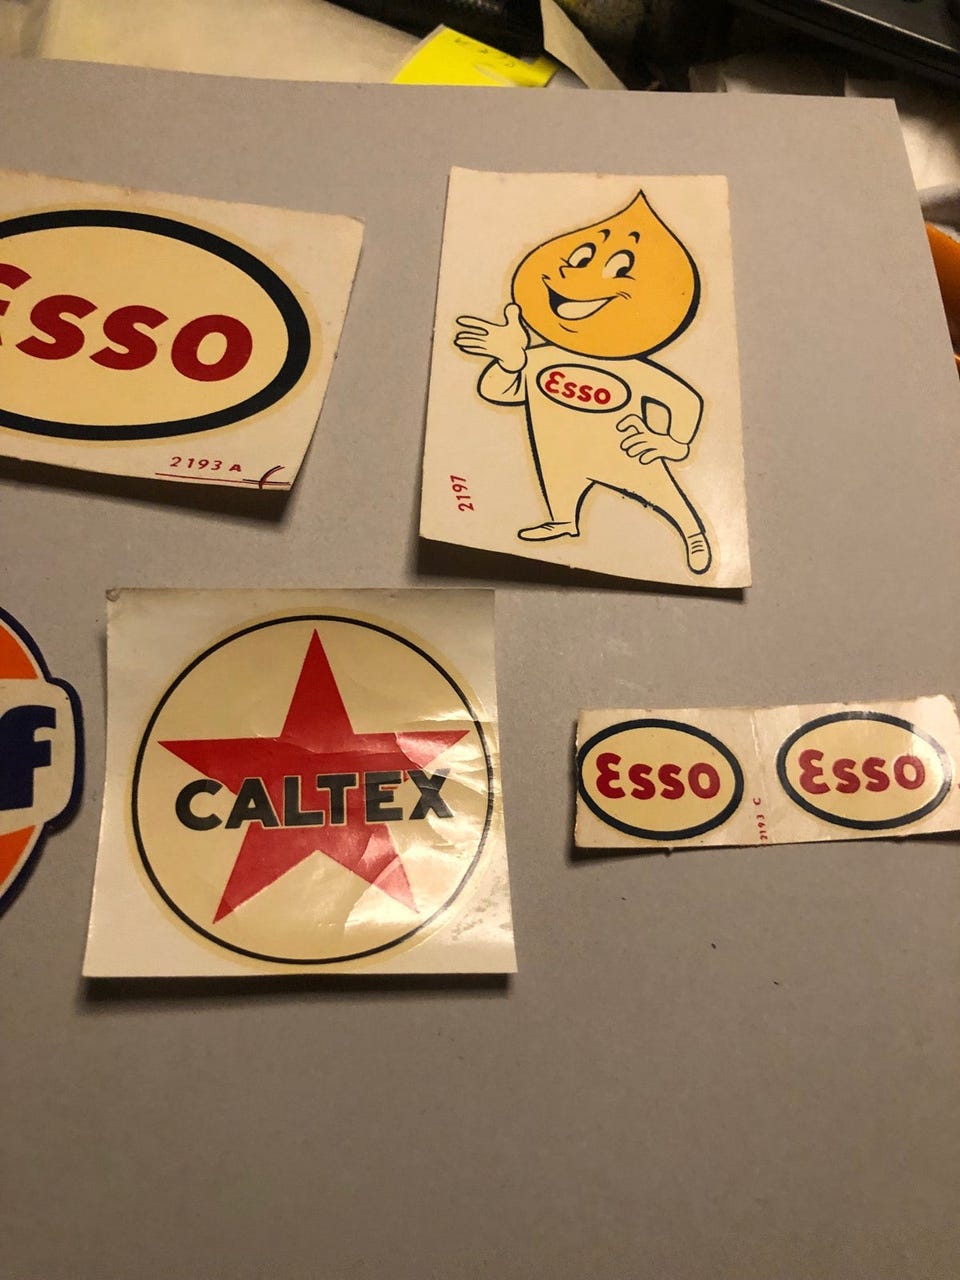 Esso
2193 A
Esso
2197
f
CALTEX
Esso
Esso
2193 C